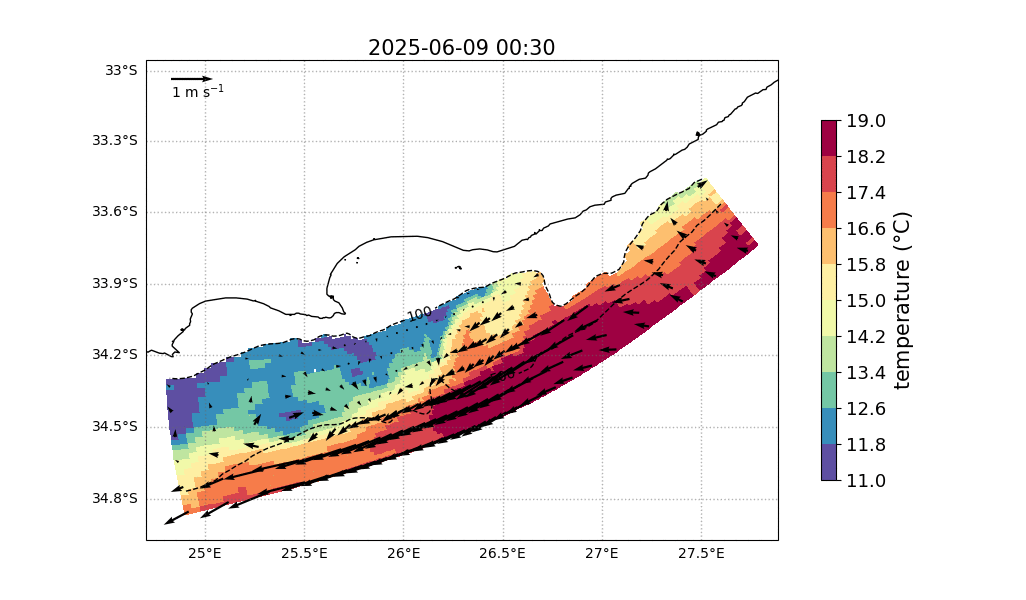 2025-06-09 00:30
1 m s⁻¹
33°S
33.3°S
33.6°S
33.9°S
34.2°S
34.5°S
34.8°S
100
25°E
25.5°E
26°E
26.5°E
27°E
27.5°E
19.0
18.2
17.4
16.6
15.8
15.0
14.2
13.4
12.6
11.8
11.0
temperature (°C)